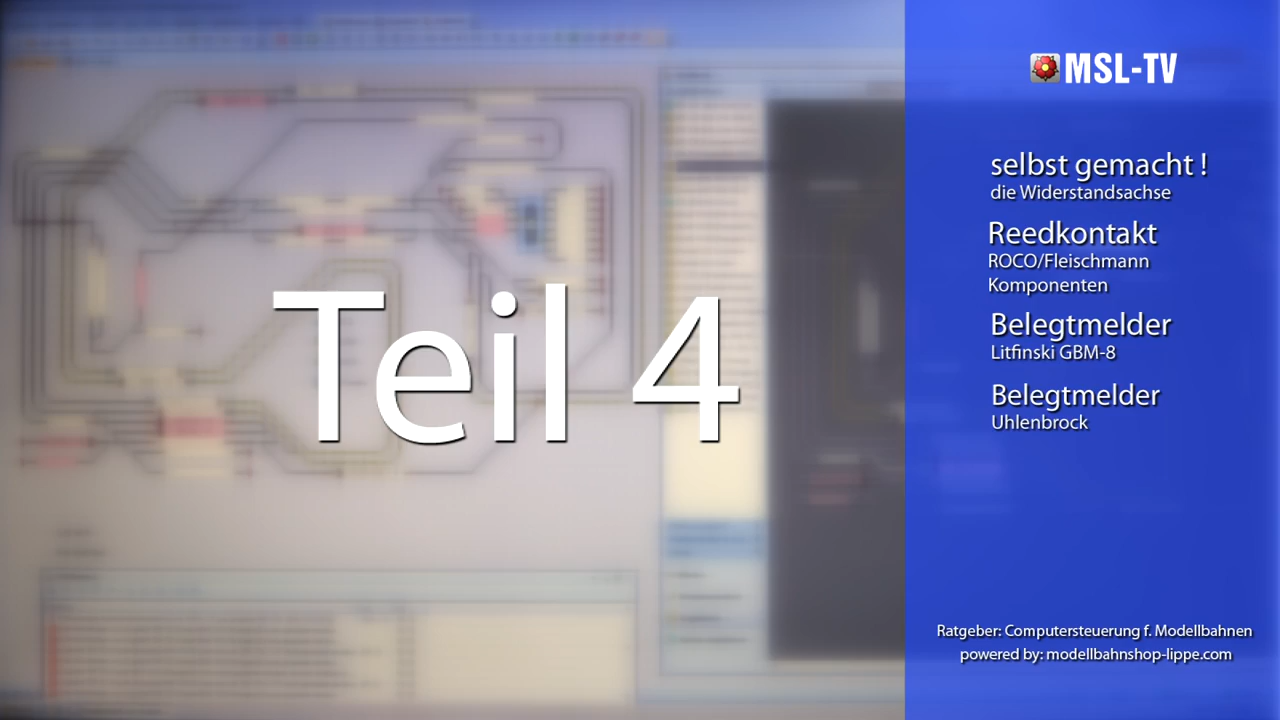 Teil 4
MSL-TV
selbst gemacht !
die Widerstandsachse
Reedkontakt
ROCO/Fleischmann
Komponenten
Belegtmelder
Litfinski GBM-8
Belegtmelder
Uhlenbrock
Ratgeber: Computersteuerung f. Modellbahnen
powered by: modellbahnshop-lippe.com